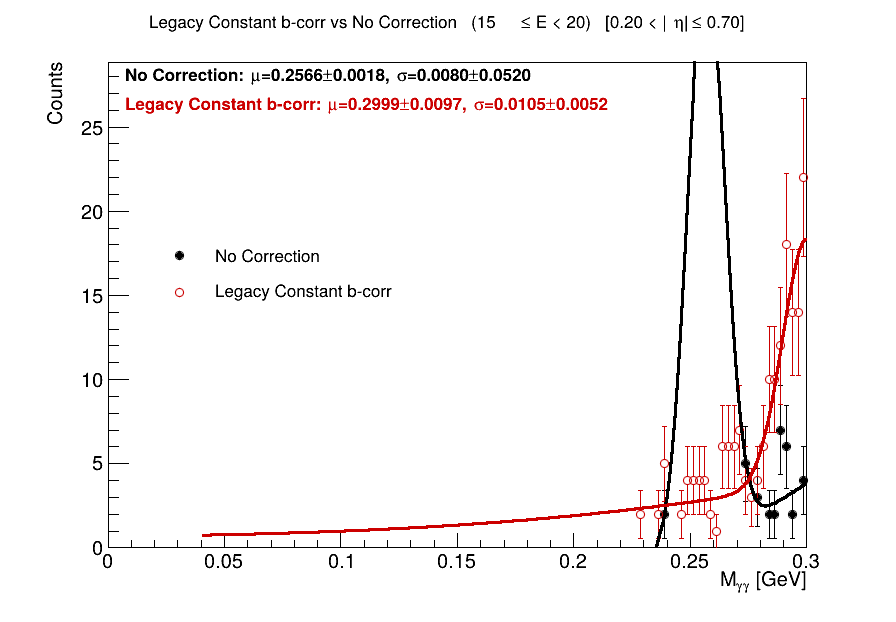 Legacy Constant b-corr vs No Correction (15 ≤ E < 20) [0.20 < | η| ≤ 0.70]
Counts
No Correction: μ=0.2566±0.0018, σ=0.0080±0.0520
Legacy Constant b-corr: μ=0.2999±0.0097, σ=0.0105±0.0052
25
20
No Correction
15
Legacy Constant b-corr
10
5
0
0 0.05 0.1 0.15 0.2 0.25 0.3
Mγγ [GeV]